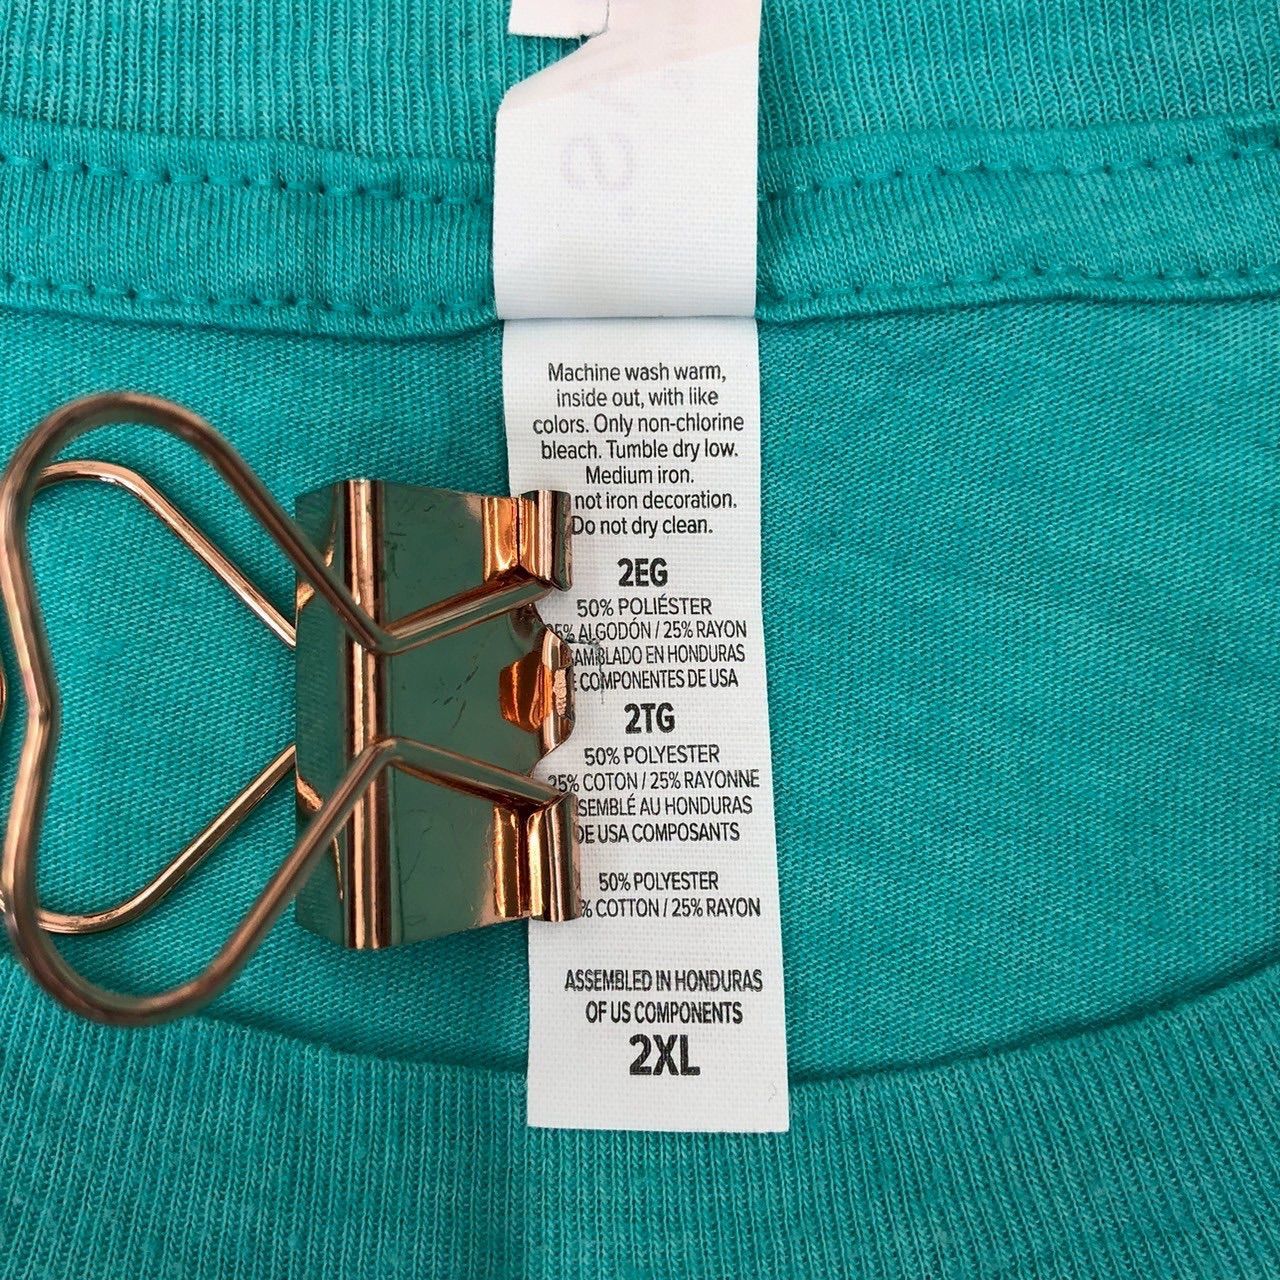 Machine wash warm,
inside out, with like
colors. Only non-chlorine
bleach. Tumble dry low.
Medium iron.
not iron decoration.
Do not dry clean.
2EG
50% POLIÉSTER
ALGODÓN / 25% RAYON
EN HONDURAS
COMPONENTES DE USA
2TG
50% POLYESTER
25% COTON / 25% RAYONNE
AU HONDURAS
DE USA COMPOSANTS
50% POLYESTER
% COTTON / 25% RAYON
ASSEMBLED IN HONDURAS
OF US COMPONENTS
2XL